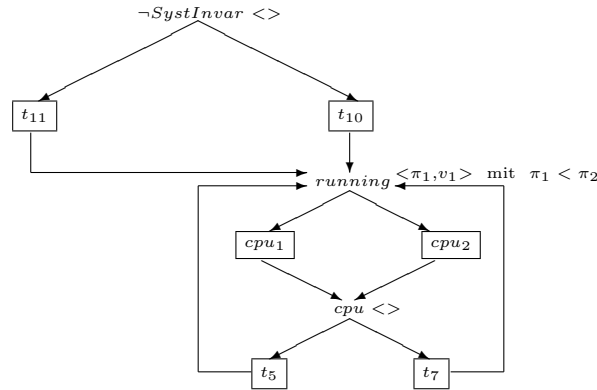 ¬SystInvar <>
t₁₁ t₁₀
running <π₁,v₁> mit π₁ < π₂
cpu₁ cpu₂
cpu <>
t₅ t₇